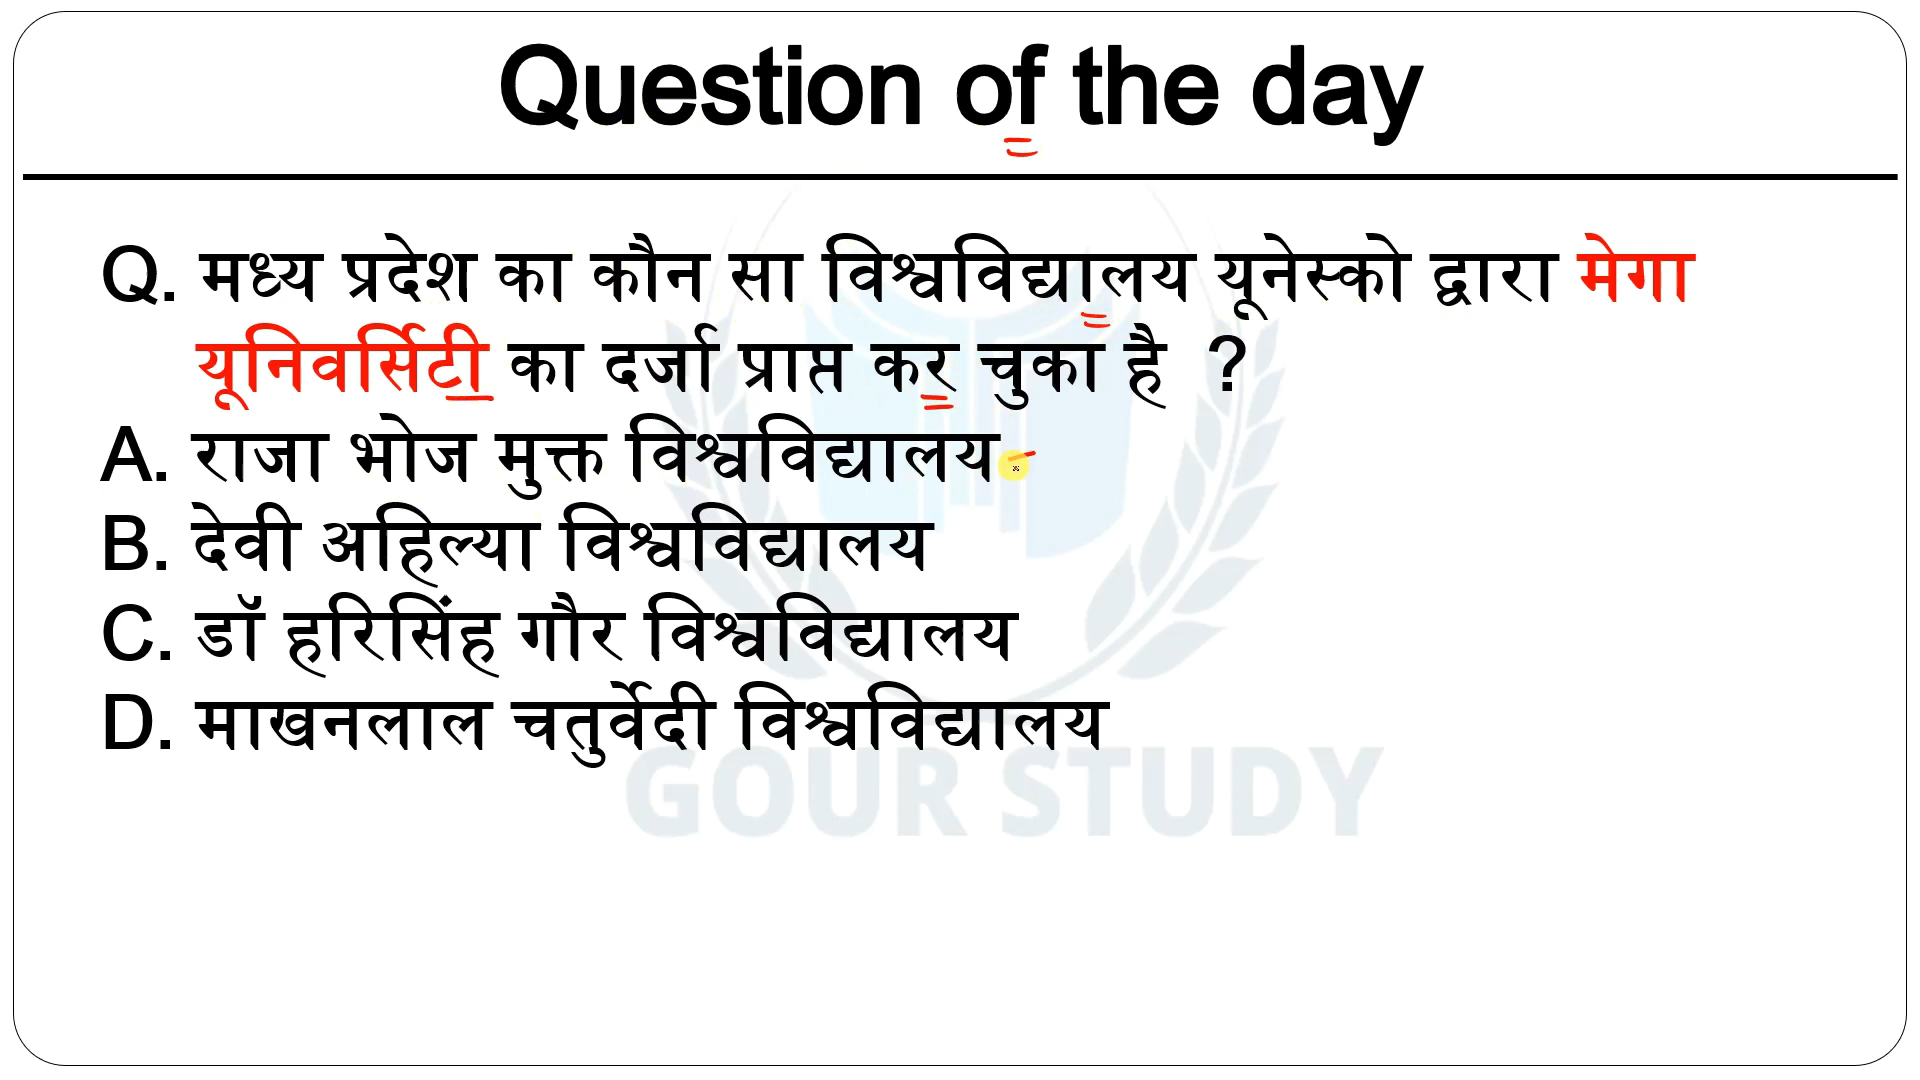 Question of the day
Q. मध्य प्रदेश का कौन सा विश्वविद्यालय यूनेस्को द्वारा मेगा
यूनिवर्सिटी का दर्जा प्राप्त कर चुका है ?
A. राजा भोज मुक्त विश्वविद्यालय
B. देवी अहिल्या विश्वविद्यालय
C. डॉ हरिसिंह गौर विश्वविद्यालय
D. माखनलाल चतुर्वेदी विश्वविद्यालय
GOUR STUDY